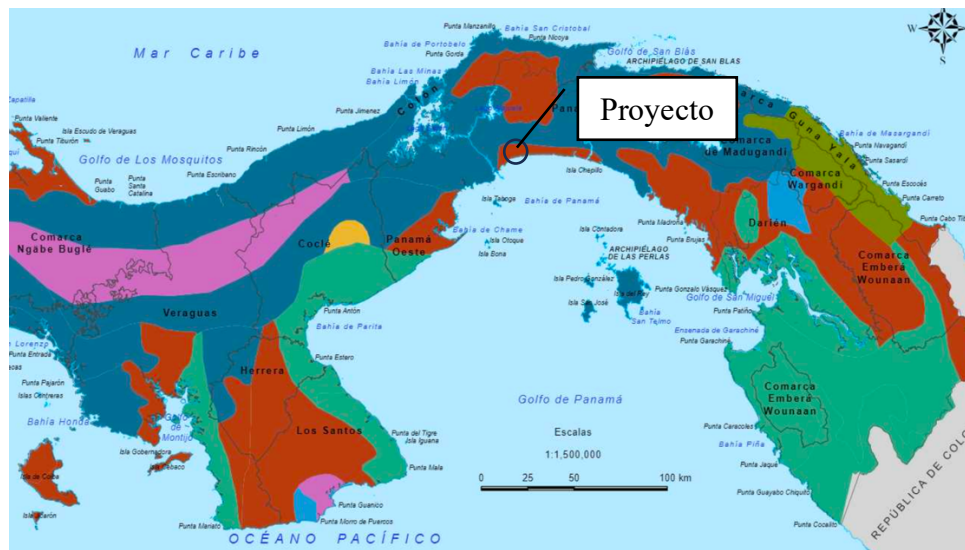 Punta Manzanillo
Bahía San Cristobal
Punta Nicoya
Mar Caribe
Bahía de Portobelo
Punta Gorda
Golfo de San Blás
ARCHIPIÉLAGO DE SAN BLAS
Bahía Las Minas
Bahía Limón
W
S
Colón
Proyecto
Punta Valiente
Isla Escudo de Veraguas
Punta Tiburón
Punta Jimenez
Punta Limón
Punta Rincón
Golfo de Los Mosquitos
Punta Escribano
Punta Guabo
Punta Santa Catalina
Guna Yala
Bahía de Masargandí
Punta Navagandí
Punta Sasardí
Comarca de Madugandí
Isla Chepillo
Comarca Wargandí
Punta Escocés
Punta Carreto
Isla Taboga
Bahía de Panamá
Comarca Ngäbe Buglè
Coclé
Panamá Oeste
Bahía de Chame
Isla Otoque
Isla Bona
Punta Madroña
Isla Contadora
Punta Brujas
Darién
ARCHIPIÉLAGO DE LAS PERLAS
Comarca Emberá Wounaan
Isla Pedro González
Punta Gonzalo Vásquez
Isla del Rey
Golfo de San Miguel
Isla San José
Punta Patiño
Veraguas
Punta Antón
Bahía de Parita
Bahía San Telmo
Ensenada de Garachiné
Punta Garachiné
Punta Entrada
Punta Estero
Herrera
Punta Pajarón
Islas Contreras
Comarca Emberá Wounaan
Golfo de Panamá
Bahía Honda
Golfo de Montijo
Los Santos
Punta del Tigre
Isla Iguana
Escalas
1:1,500,000
Punta Caracoles
Bahía Piña
Isla Gobernadora
Isla Cébaco
Punta Mala
Isla de Coiba
0 25 50 100 km
Punta Jaqué
Punta Guayabo Chiquito
Punta Guanico
Punta Mariato
Punta Morro de Puercos
Punta Cocalito
REPÚBLICA DE COLO
OCÉANO PACÍFICO